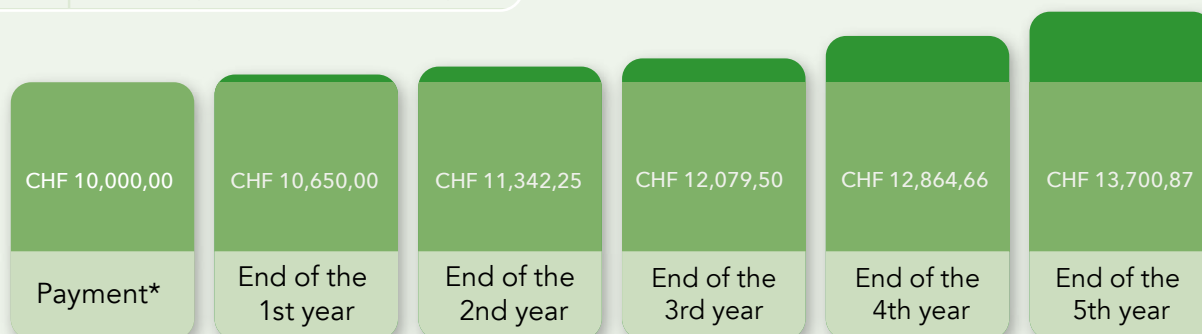 CHF 10,000,00
CHF 10,650,00
CHF 11,342,25
CHF 12,079,50
CHF 12,864,66
CHF 13,700,87
Payment*
End of the
1st year
End of the
2nd year
End of the
3rd year
End of the
4th year
End of the
5th year